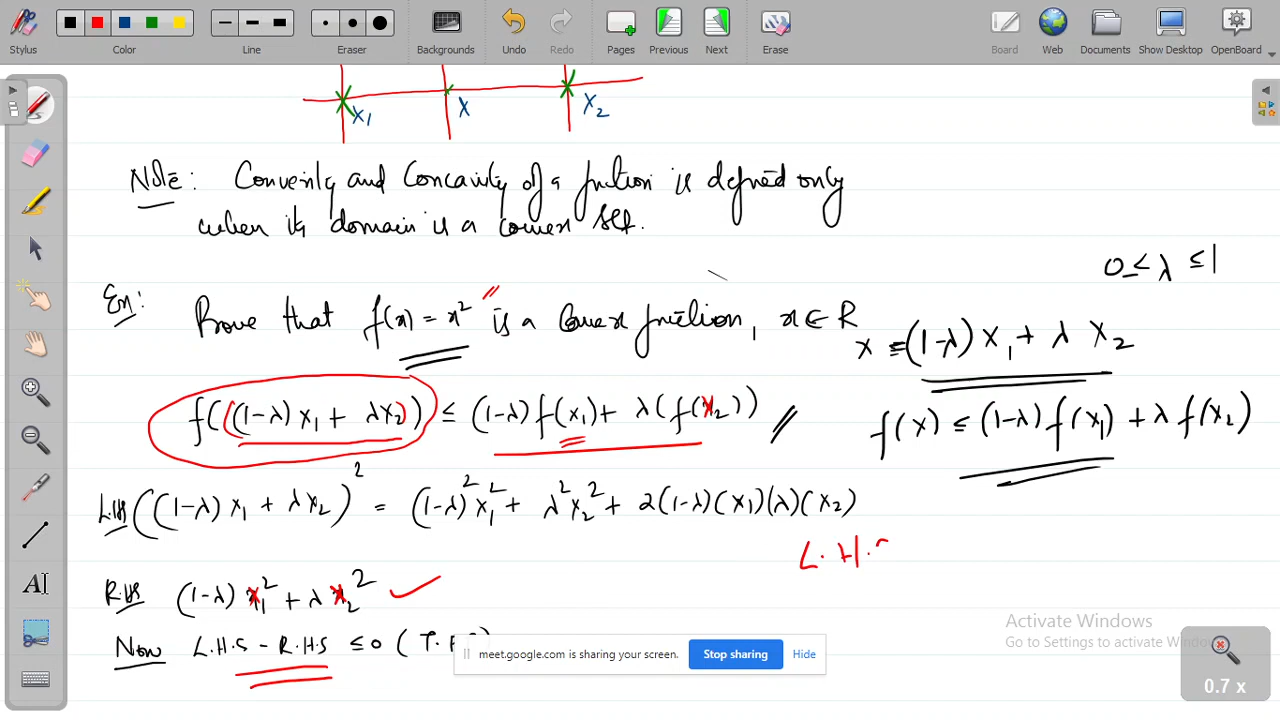 Stylus Color Line Eraser Backgrounds Undo Redo Pages Previous Next Erase Board Web Documents Show Desktop OpenBoard
x₁ x x₂
Note: Convexity and Concavity of a function is defined only
when its domain is a convex set.
0 ≤ λ ≤ 1
Ex: Prove that f(x) = x² is a convex function, x ∈ R
x = (1-λ) x₁ + λ x₂
f((1-λ) x₁ + λx₂) ≤ (1-λ) f(x₁) + λ(f(x₂))
f(x) ≤ (1-λ) f(x₁) + λ f(x₂)
L.H.S ((1-λ) x₁ + λx₂)² = (1-λ)² x₁² + λ² x₂² + 2(1-λ)(x₁)(λ)(x₂)
L.H.
R.H.S (1-λ) x₁² + λ x₂²
Activate Windows
Go to Settings to activate Windows.
Now L.H.S - R.H.S ≤ 0 (T.P.
meet.google.com is sharing your screen. Stop sharing Hide
0.7 x